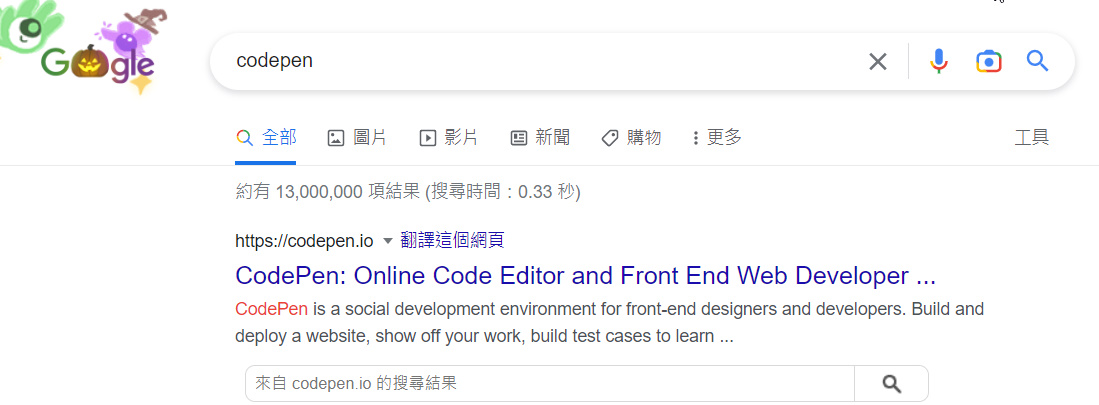 Google
codepen
全部 圖片 影片 新聞 購物 更多 工具
約有 13,000,000 項結果 (搜尋時間：0.33 秒)
https://codepen.io 翻譯這個網頁
CodePen: Online Code Editor and Front End Web Developer ...
CodePen is a social development environment for front-end designers and developers. Build and
deploy a website, show off your work, build test cases to learn ...
來自 codepen.io 的搜尋結果